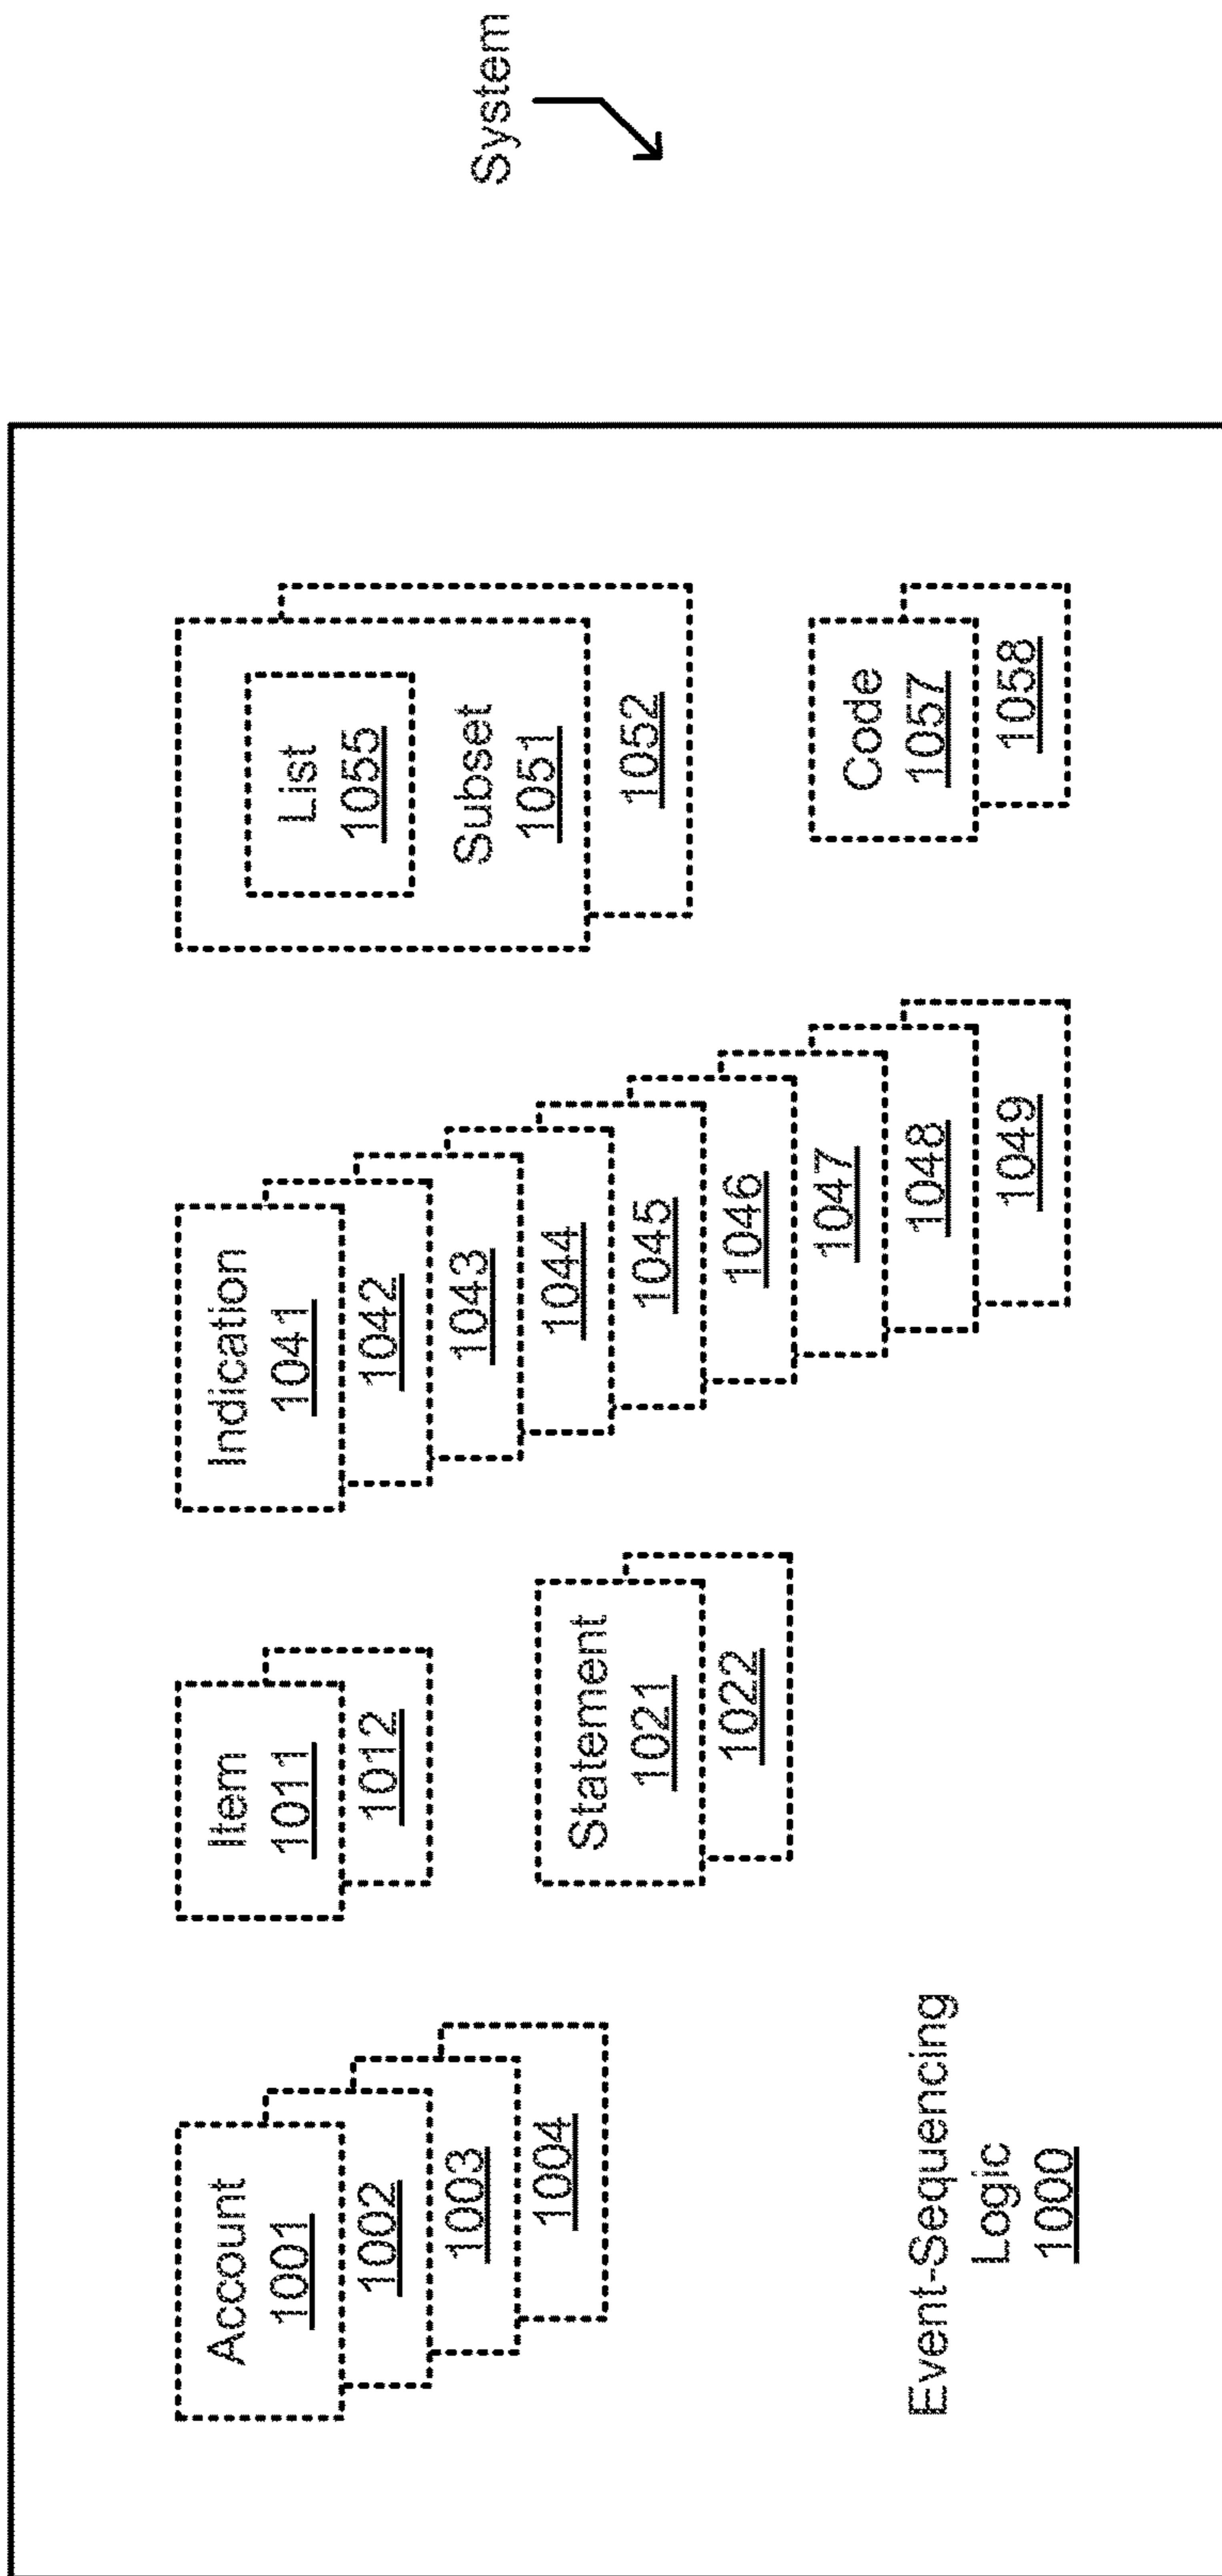 System
Account
1001
1002
1003
1004
Item
1011
1012
Statement
1021
1022
Indication
1041
1042
1043
1044
1045
1046
1047
1048
1049
List
1055
Subset
1051
1052
Code
1057
1058
Event-Sequencing
Logic
1000